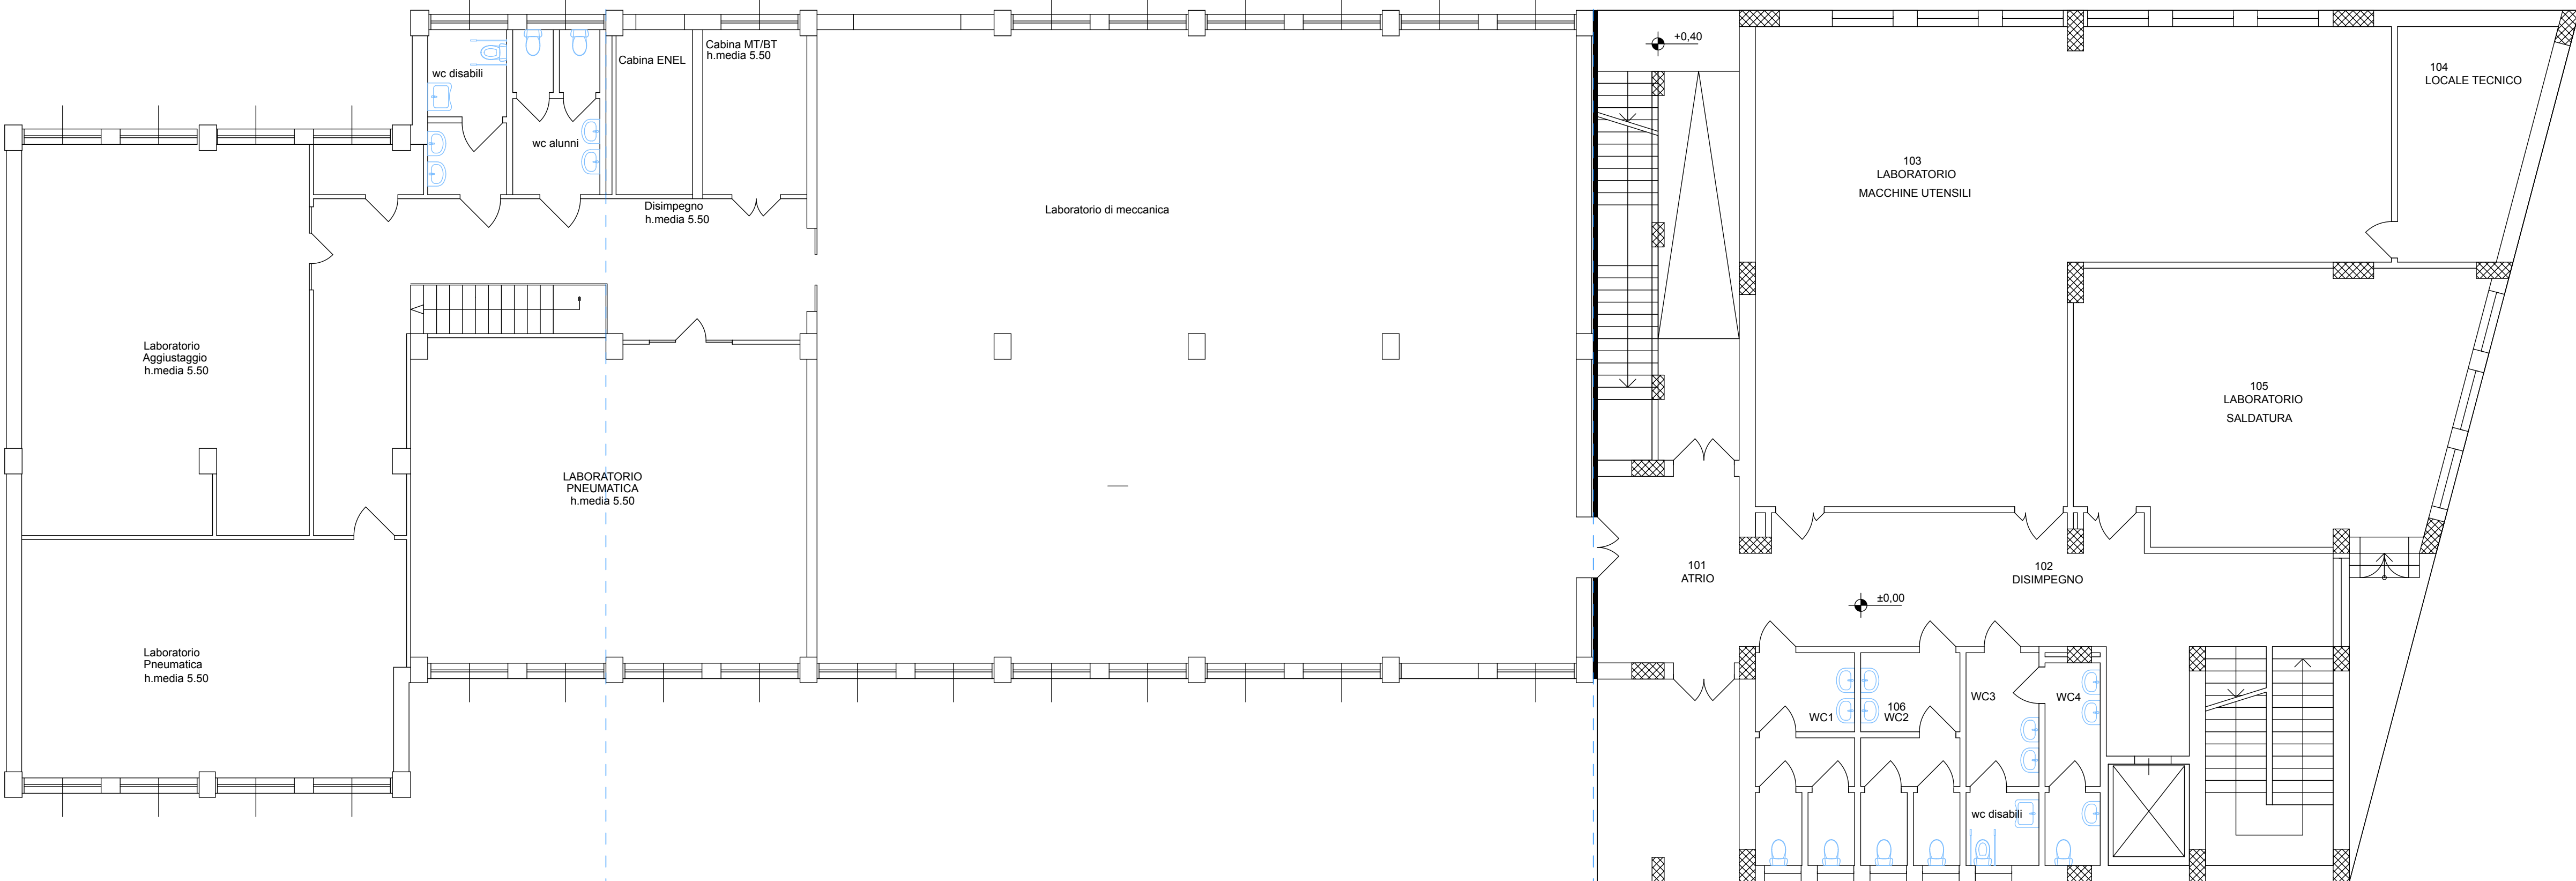 wc disabili
wc alunni
Cabina ENEL
Cabina MT/BT
h.media 5.50
Disimpegno
h.media 5.50
Laboratorio di meccanica
Laboratorio
Aggiustaggio
h.media 5.50
LABORATORIO
PNEUMATICA
h.media 5.50
Laboratorio
Pneumatica
h.media 5.50
+0,40
103
LABORATORIO
MACCHINE UTENSILI
104
LOCALE TECNICO
105
LABORATORIO
SALDATURA
101
ATRIO
102
DISIMPEGNO
±0,00
WC1
106
WC2
WC3
WC4
wc disabili